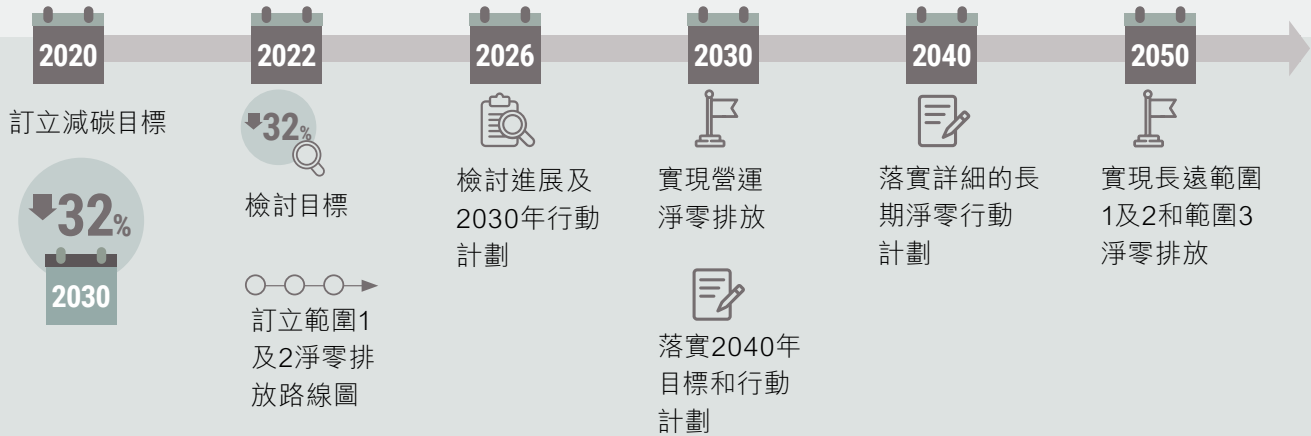 2020
2022
2026
2030
2040
2050
訂立減碳目標
32%
2030
32%
檢討目標
訂立範圍1
及2淨零排
放路線圖
檢討進展及
2030年行動
計劃
實現營運
淨零排放
落實2040年
目標和行動
計劃
落實詳細的長
期淨零行動
計劃
實現長遠範圍
1及2和範圍3
淨零排放